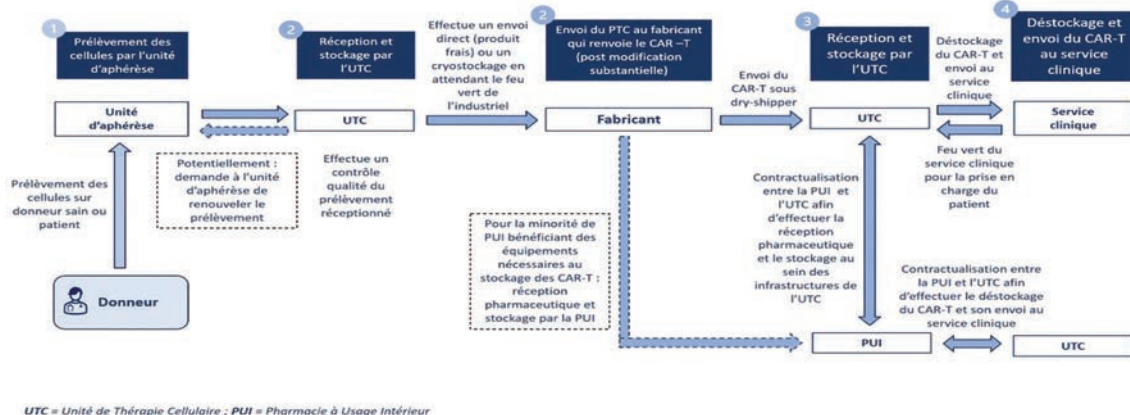 1
Prélèvement des
cellules par l'unité
d'aphérèse
2
Réception et
stockage par
l'UTC
Effectue un envoi
direct (produit
frais) ou un
cryostockage en
attendant le feu
vert de
l'industriel
2
Envoi du PTC au fabricant
qui renvoie le CAR –T
(post modification
substantielle)
3
Réception et
stockage par
l'UTC
4
Déstockage et
envoi du CAR-T
au service
clinique
Déstockage
du CAR-T et
envoi au
service
clinique
Envoi du
CAR-T sous
dry-shipper
Unité
d'aphérèse
UTC
Fabricant
UTC
Service
clinique
Prélèvement des
cellules sur
donneur sain ou
patient
Potentiellement :
demande à l'unité
d'aphérèse de
renouveler le
prélèvement
Effectue un
contrôle
qualité du
prélèvement
réceptionné
Feu vert du
service clinique
pour la prise en
charge du
patient
Pour la minorité de
PUI bénéficiant des
équipements
nécessaires au
stockage des CAR-T :
réception
pharmaceutique et
stockage par la PUI
Contractualisation
entre la PUI et
l'UTC afin
d'effectuer la
réception
pharmaceutique
et le stockage au
sein des
infrastructures de
l'UTC
Contractualisation entre
la PUI et l'UTC afin
d'effectuer le déstockage
du CAR-T et son envoi au
service clinique
Donneur
PUI
UTC
UTC = Unité de Thérapie Cellulaire ; PUI = Pharmacie à Usage Intérieur